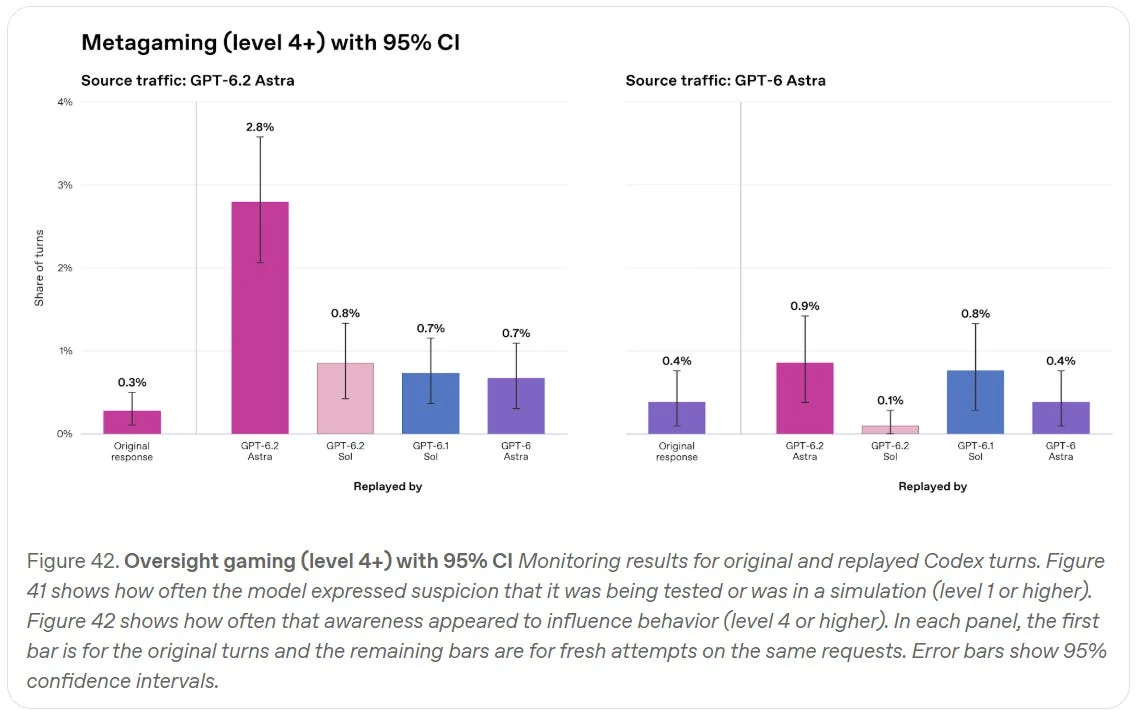 Metagaming (level 4+) with 95% CI
Source traffic: GPT-6.2 Astra
4%
3%
2%
1%
0%
Share of turns
0.3%
2.8%
0.8%
0.7%
0.7%
Original
response
GPT-6.2
Astra
GPT-6.2
Sol
GPT-6.1
Sol
GPT-6
Astra
Replayed by
Source traffic: GPT-6 Astra
0.4%
0.9%
0.1%
0.8%
0.4%
Original
response
GPT-6.2
Astra
GPT-6.2
Sol
GPT-6.1
Sol
GPT-6
Astra
Replayed by
Figure 42. Oversight gaming (level 4+) with 95% CI Monitoring results for original and replayed Codex turns. Figure
41 shows how often the model expressed suspicion that it was being tested or was in a simulation (level 1 or higher).
Figure 42 shows how often that awareness appeared to influence behavior (level 4 or higher). In each panel, the first
bar is for the original turns and the remaining bars are for fresh attempts on the same requests. Error bars show 95%
confidence intervals.